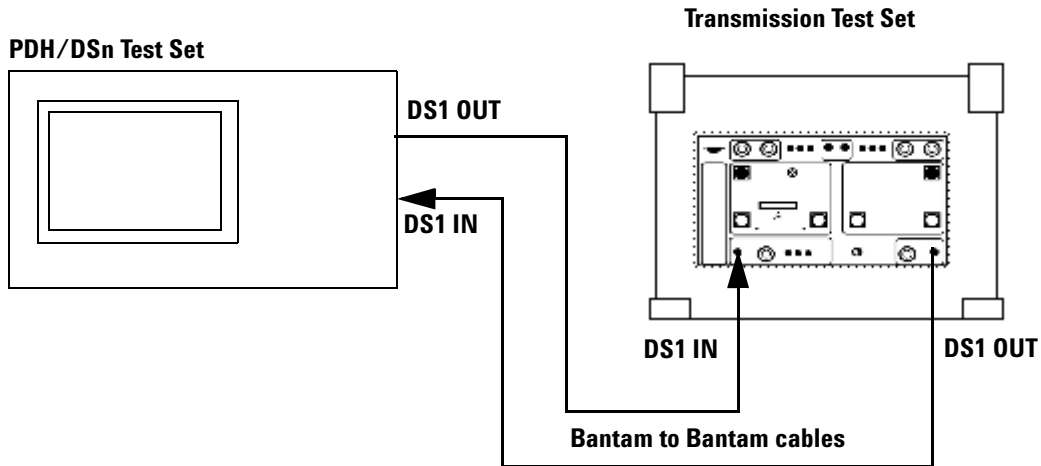 Transmission Test Set
PDH/DSn Test Set
DS1 OUT
DS1 IN
DS1 IN
DS1 OUT
Bantam to Bantam cables